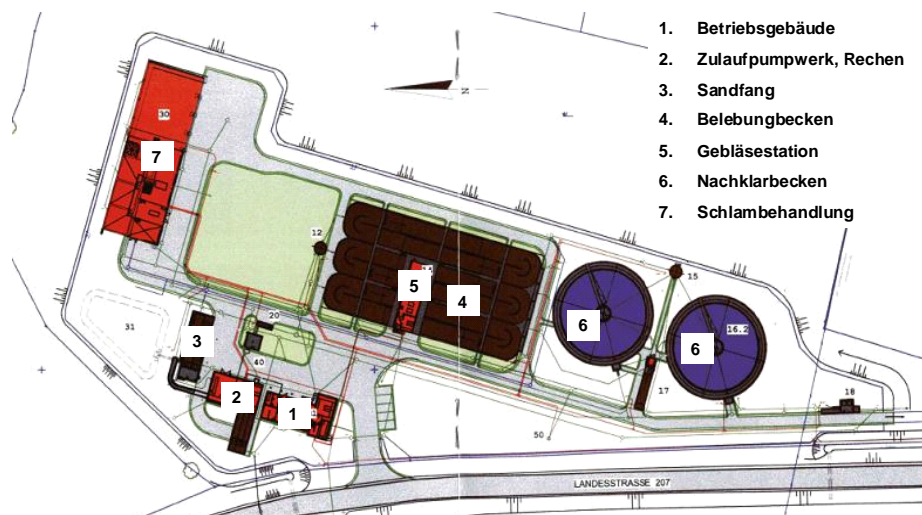 1. Betriebsgebäude
2. Zulaufpumpwerk, Rechen
3. Sandfang
4. Belebungbecken
5. Gebläsestation
6. Nachklarbecken
7. Schlambehandlung
N
30
7
12
15
5
4
6
16.2
6
31
20
3
40
17
18
2
1
50
LANDESSTRASSE 207